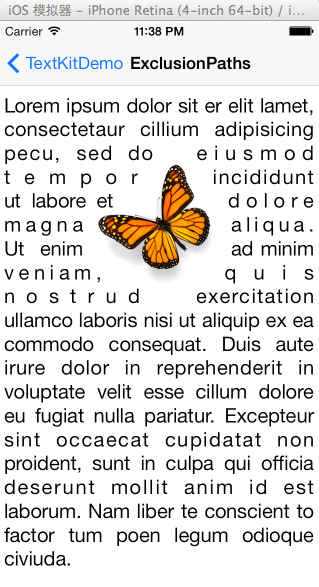 iOS 模拟器 - iPhone Retina (4-inch 64-bit) / i...
Carrier 11:38 PM
TextKitDemo ExclusionPaths
Lorem ipsum dolor sit er elit lamet,
consectetaur cillium adipisicing
pecu, sed do eiusmod
tempor incididunt
ut labore et dolore
magna aliqua.
Ut enim ad minim
veniam, quis
nostrud exercitation
ullamco laboris nisi ut aliquip ex ea
commodo consequat. Duis aute
irure dolor in reprehenderit in
voluptate velit esse cillum dolore
eu fugiat nulla pariatur. Excepteur
sint occaecat cupidatat non
proident, sunt in culpa qui officia
deserunt mollit anim id est
laborum. Nam liber te conscient to
factor tum poen legum odioque
civiuda.